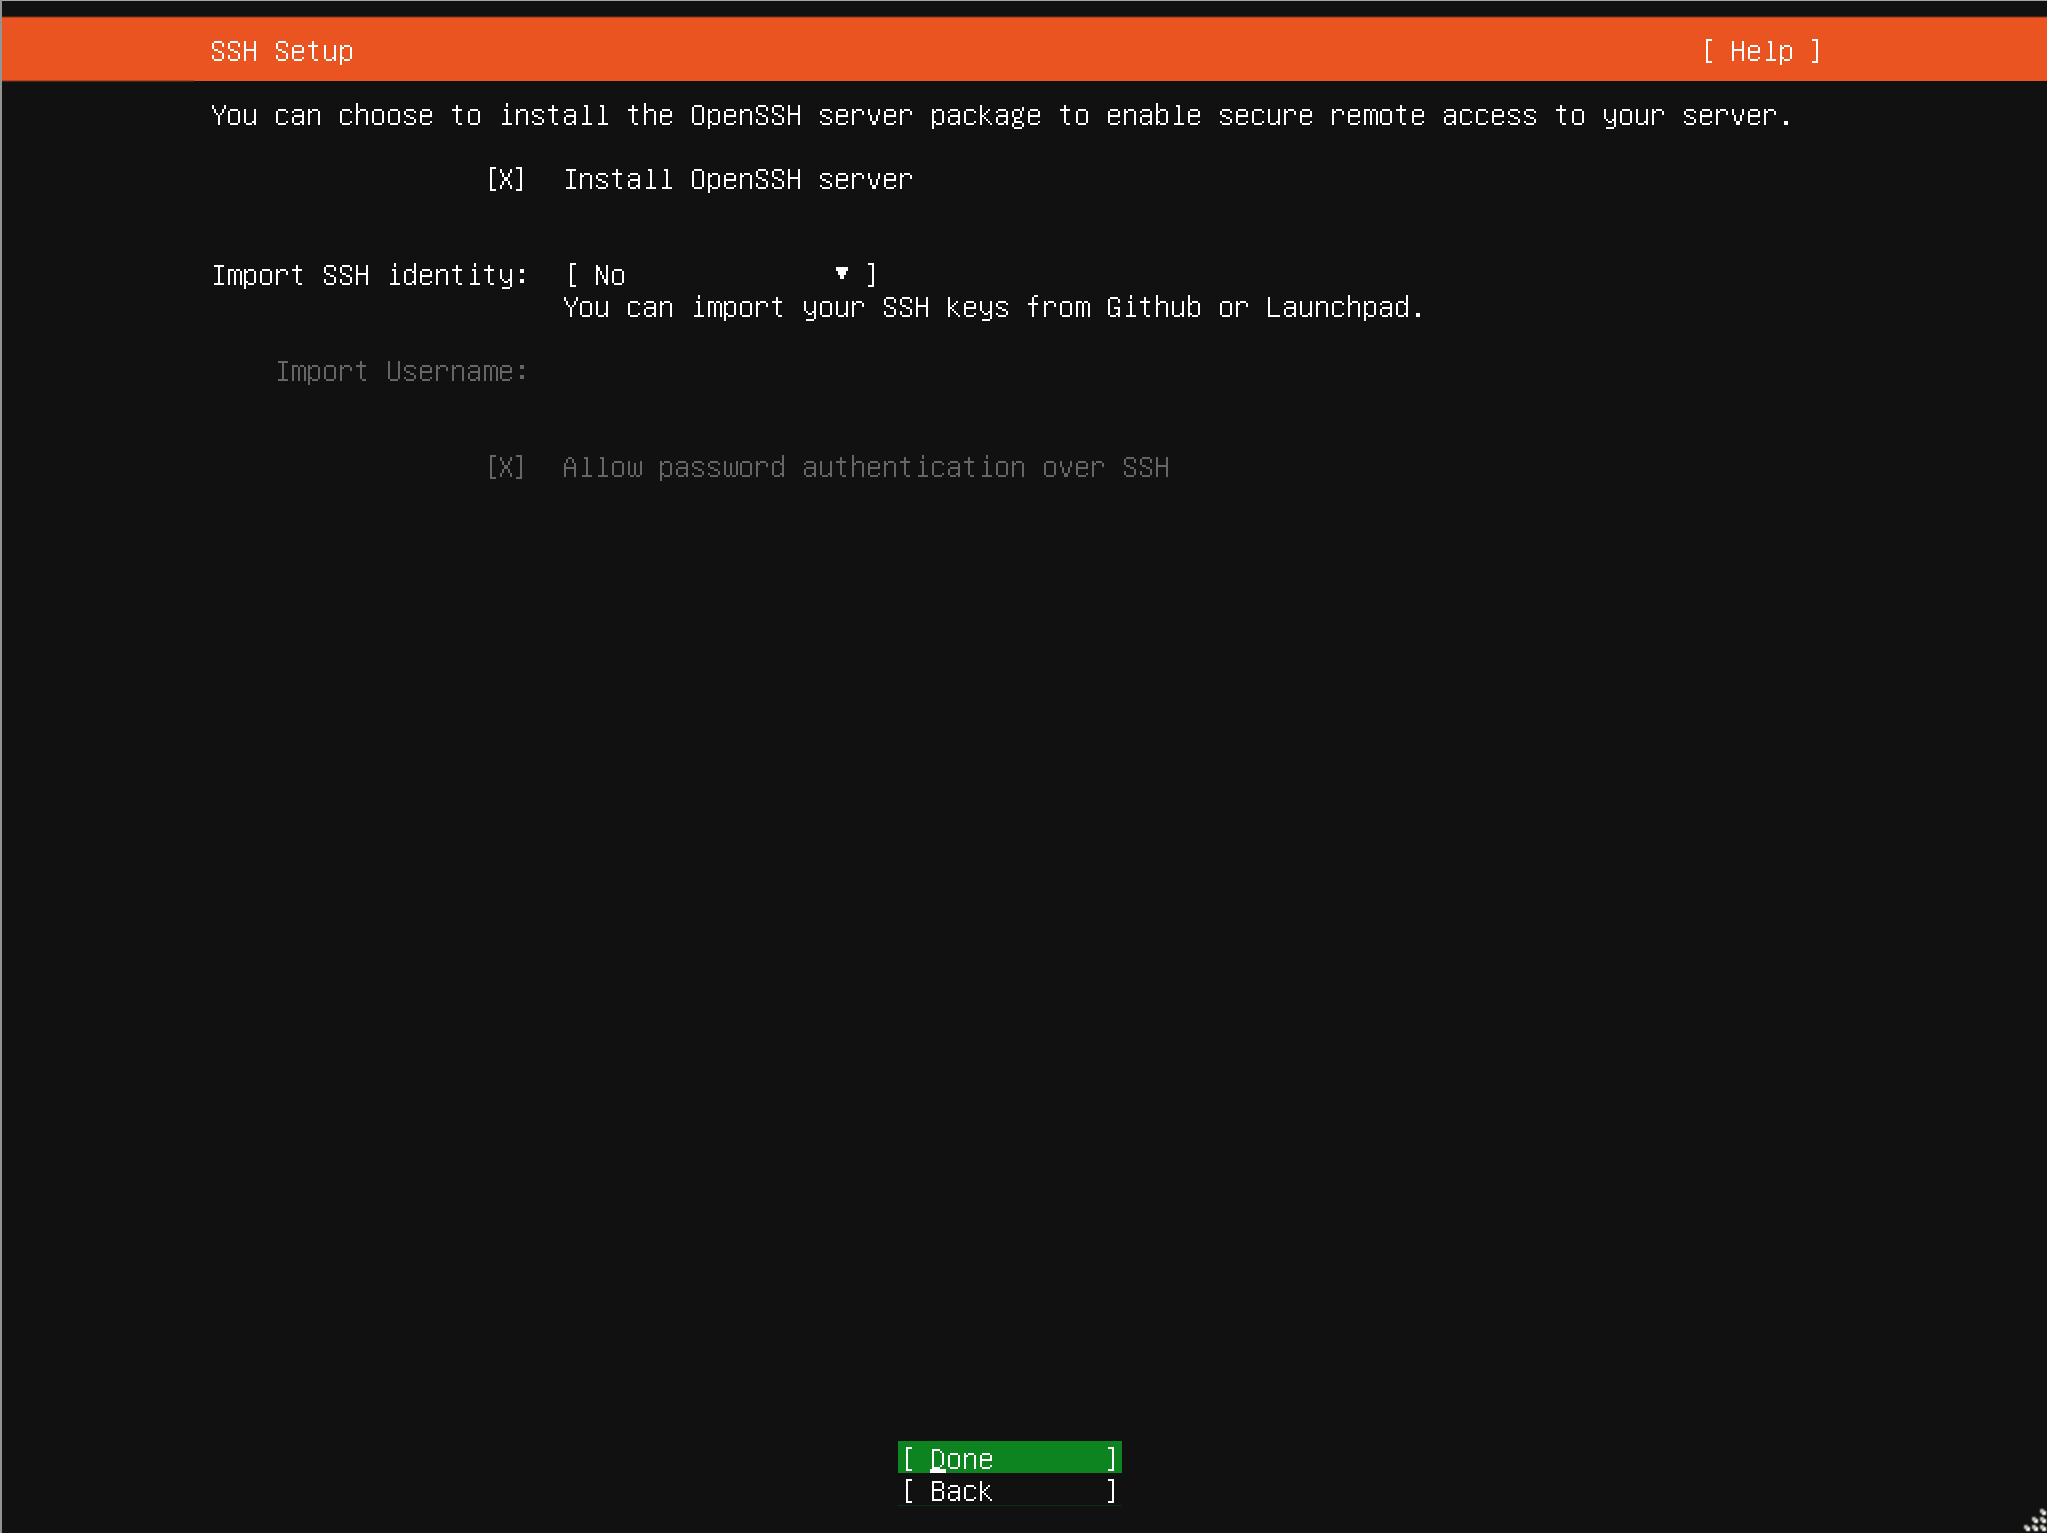 SSH Setup [ Help ]
You can choose to install the OpenSSH server package to enable secure remote access to your server.
[X] Install OpenSSH server
Import SSH identity: [ No ▾ ]
You can import your SSH keys from Github or Launchpad.
Import Username:
[X] Allow password authentication over SSH
[ Done ]
[ Back ]